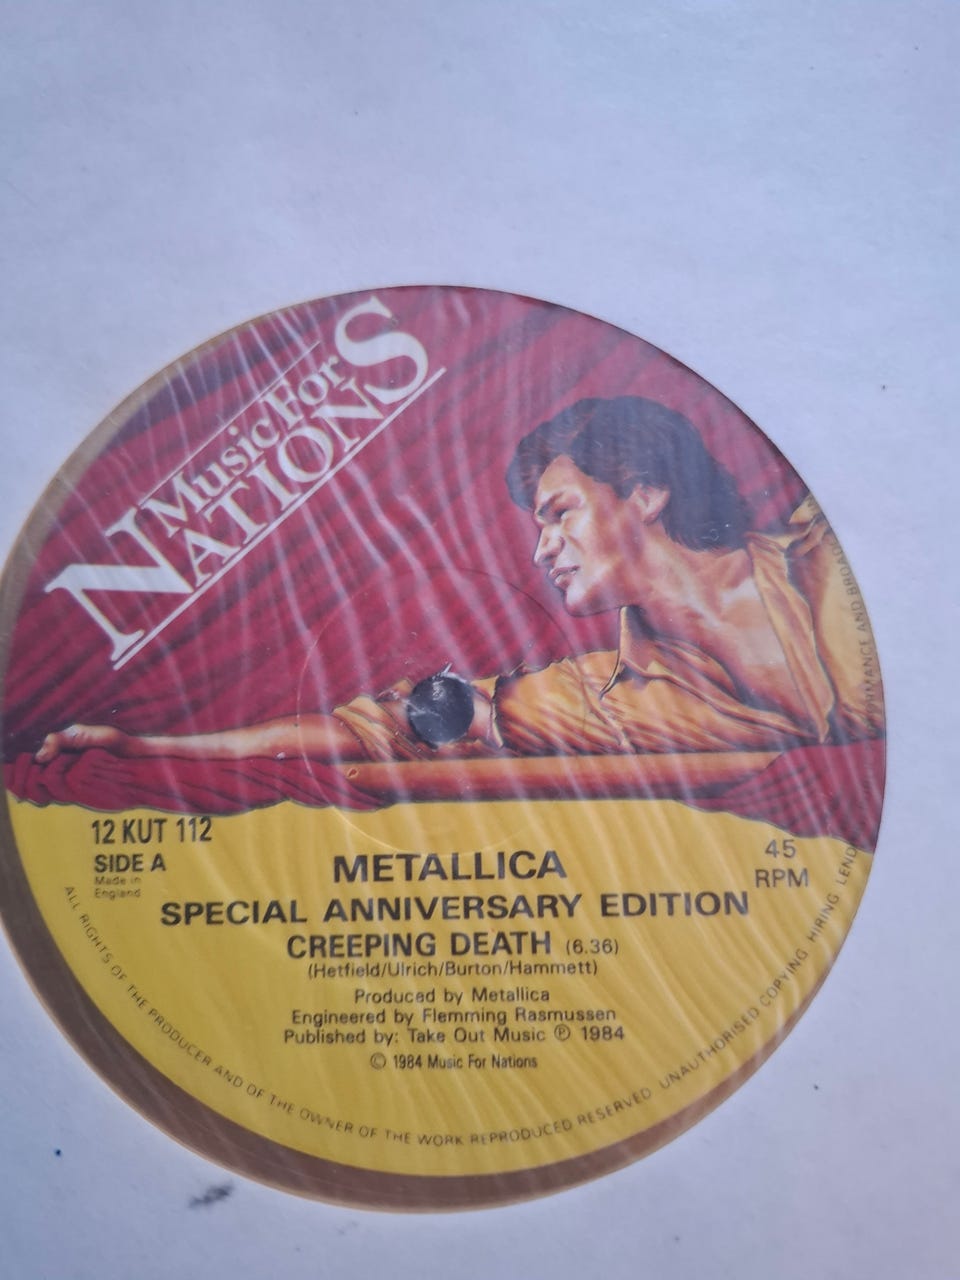 Music For
NATIONS
12 KUT 112
SIDE A
Made in
England
45
RPM
METALLICA
SPECIAL ANNIVERSARY EDITION
CREEPING DEATH (6.36)
(Hetfield/Ulrich/Burton/Hammett)
Produced by Metallica
Engineered by Flemming Rasmussen
Published by: Take Out Music ℗ 1984
© 1984 Music For Nations
ALL RIGHTS OF THE PRODUCER AND OF THE OWNER OF THE WORK REPRODUCED RESERVED UNAUTHORISED COPYING HIRING LENDING AND